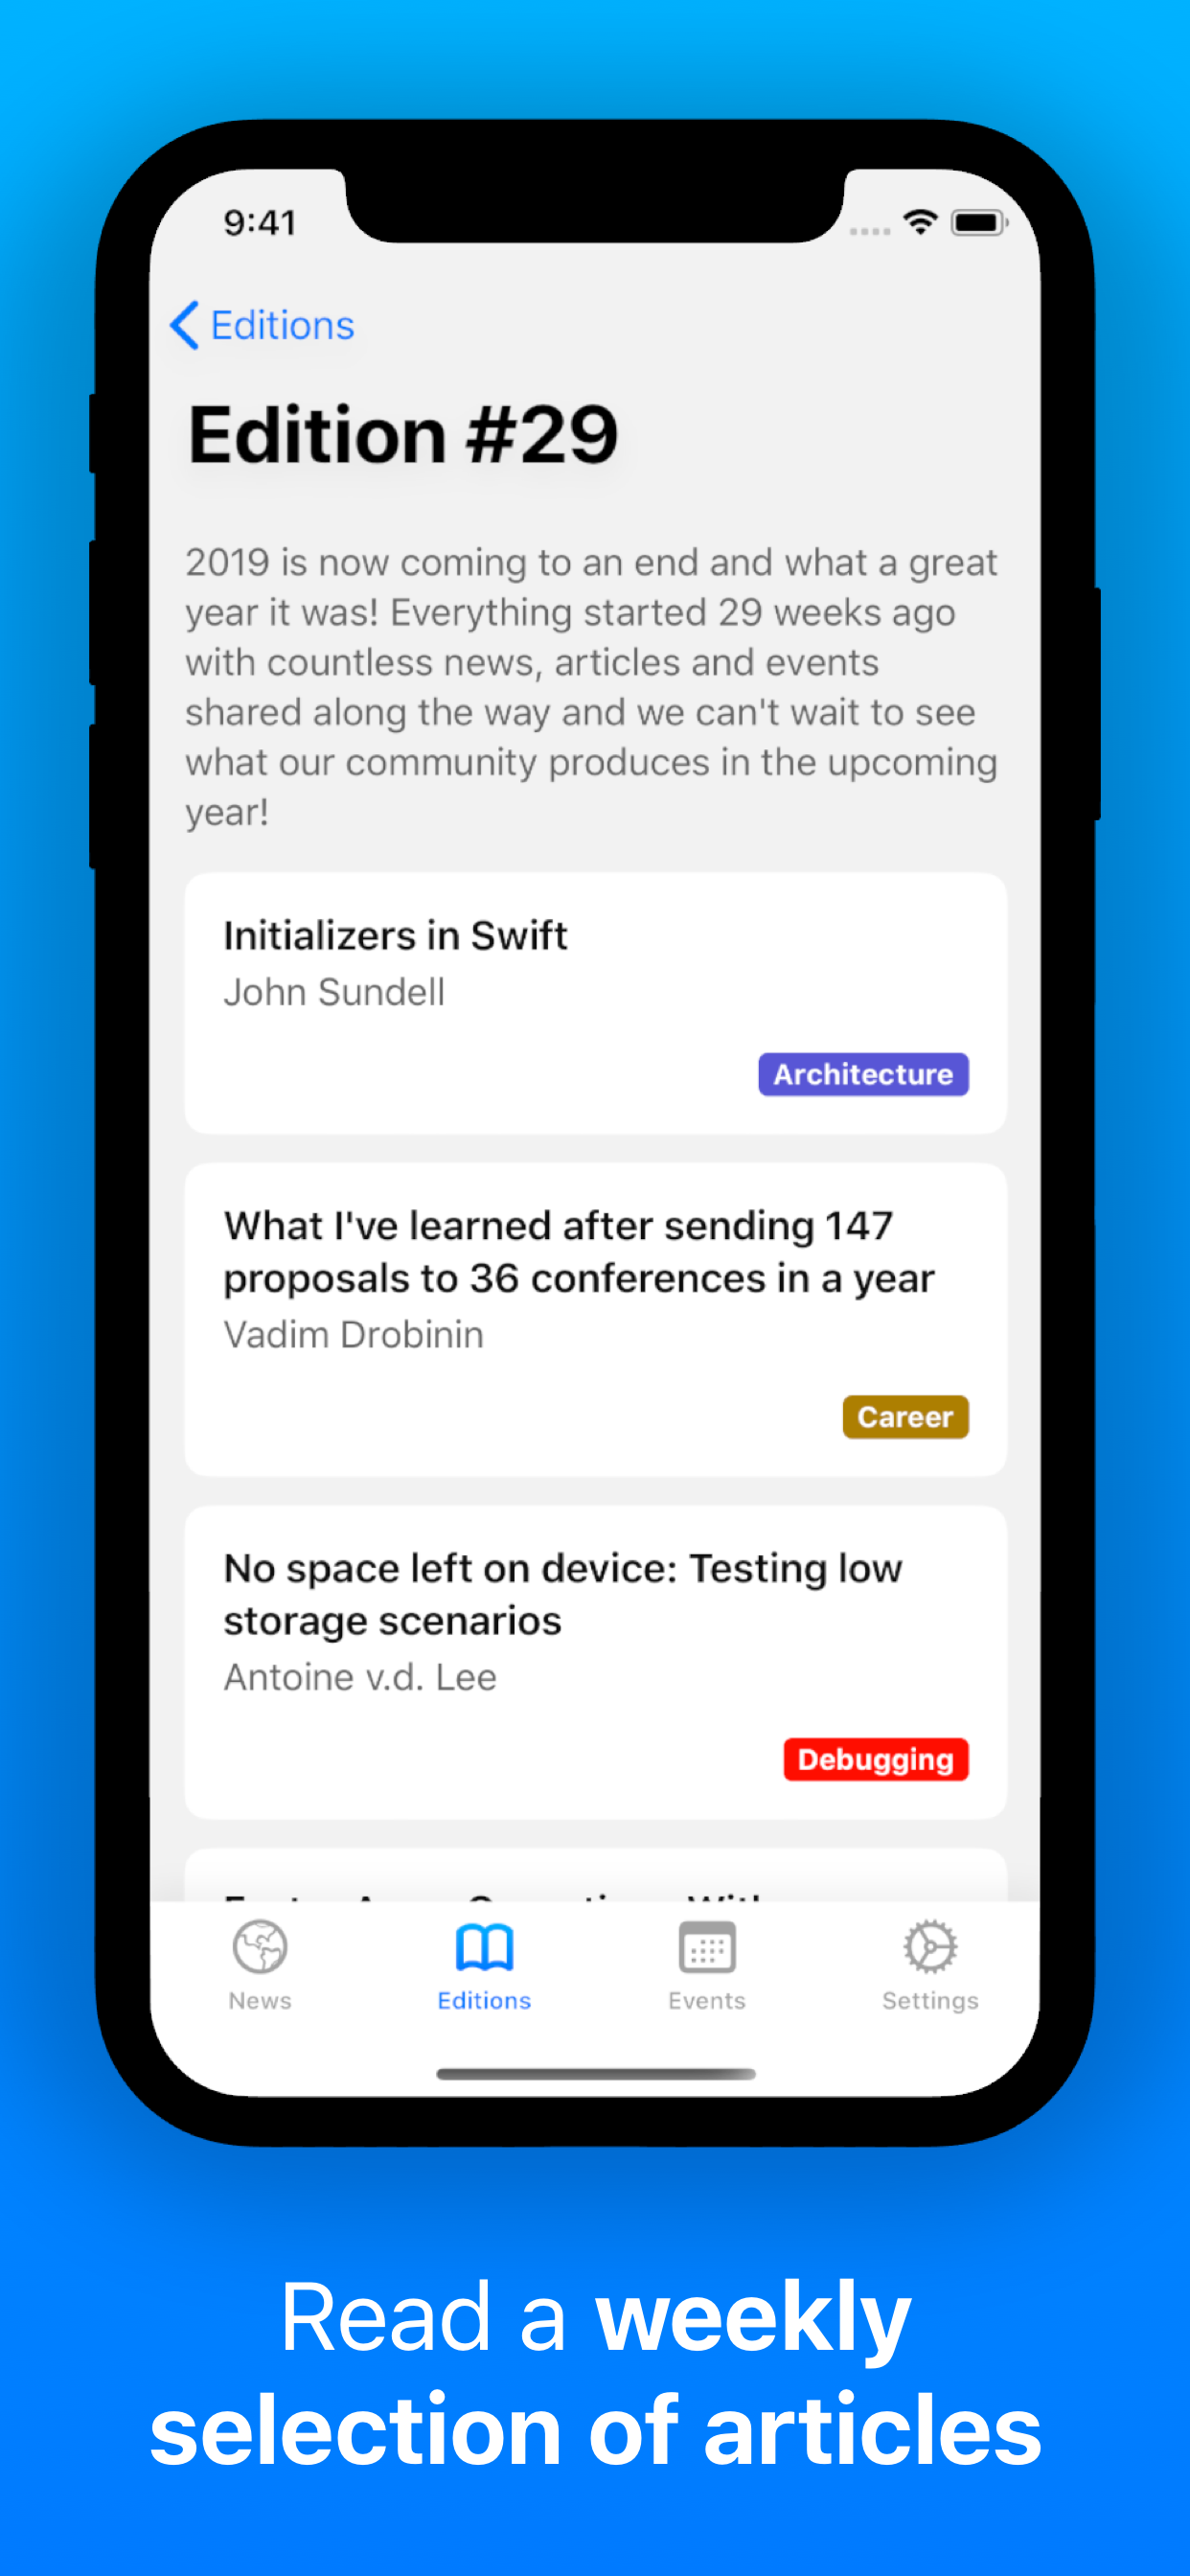 9:41
Editions
Edition #29
2019 is now coming to an end and what a great
year it was! Everything started 29 weeks ago
with countless news, articles and events
shared along the way and we can't wait to see
what our community produces in the upcoming
year!
Initializers in Swift
John Sundell
Architecture
What I've learned after sending 147
proposals to 36 conferences in a year
Vadim Drobinin
Career
No space left on device: Testing low
storage scenarios
Antoine v.d. Lee
Debugging
News
Editions
Events
Settings
Read a weekly
selection of articles